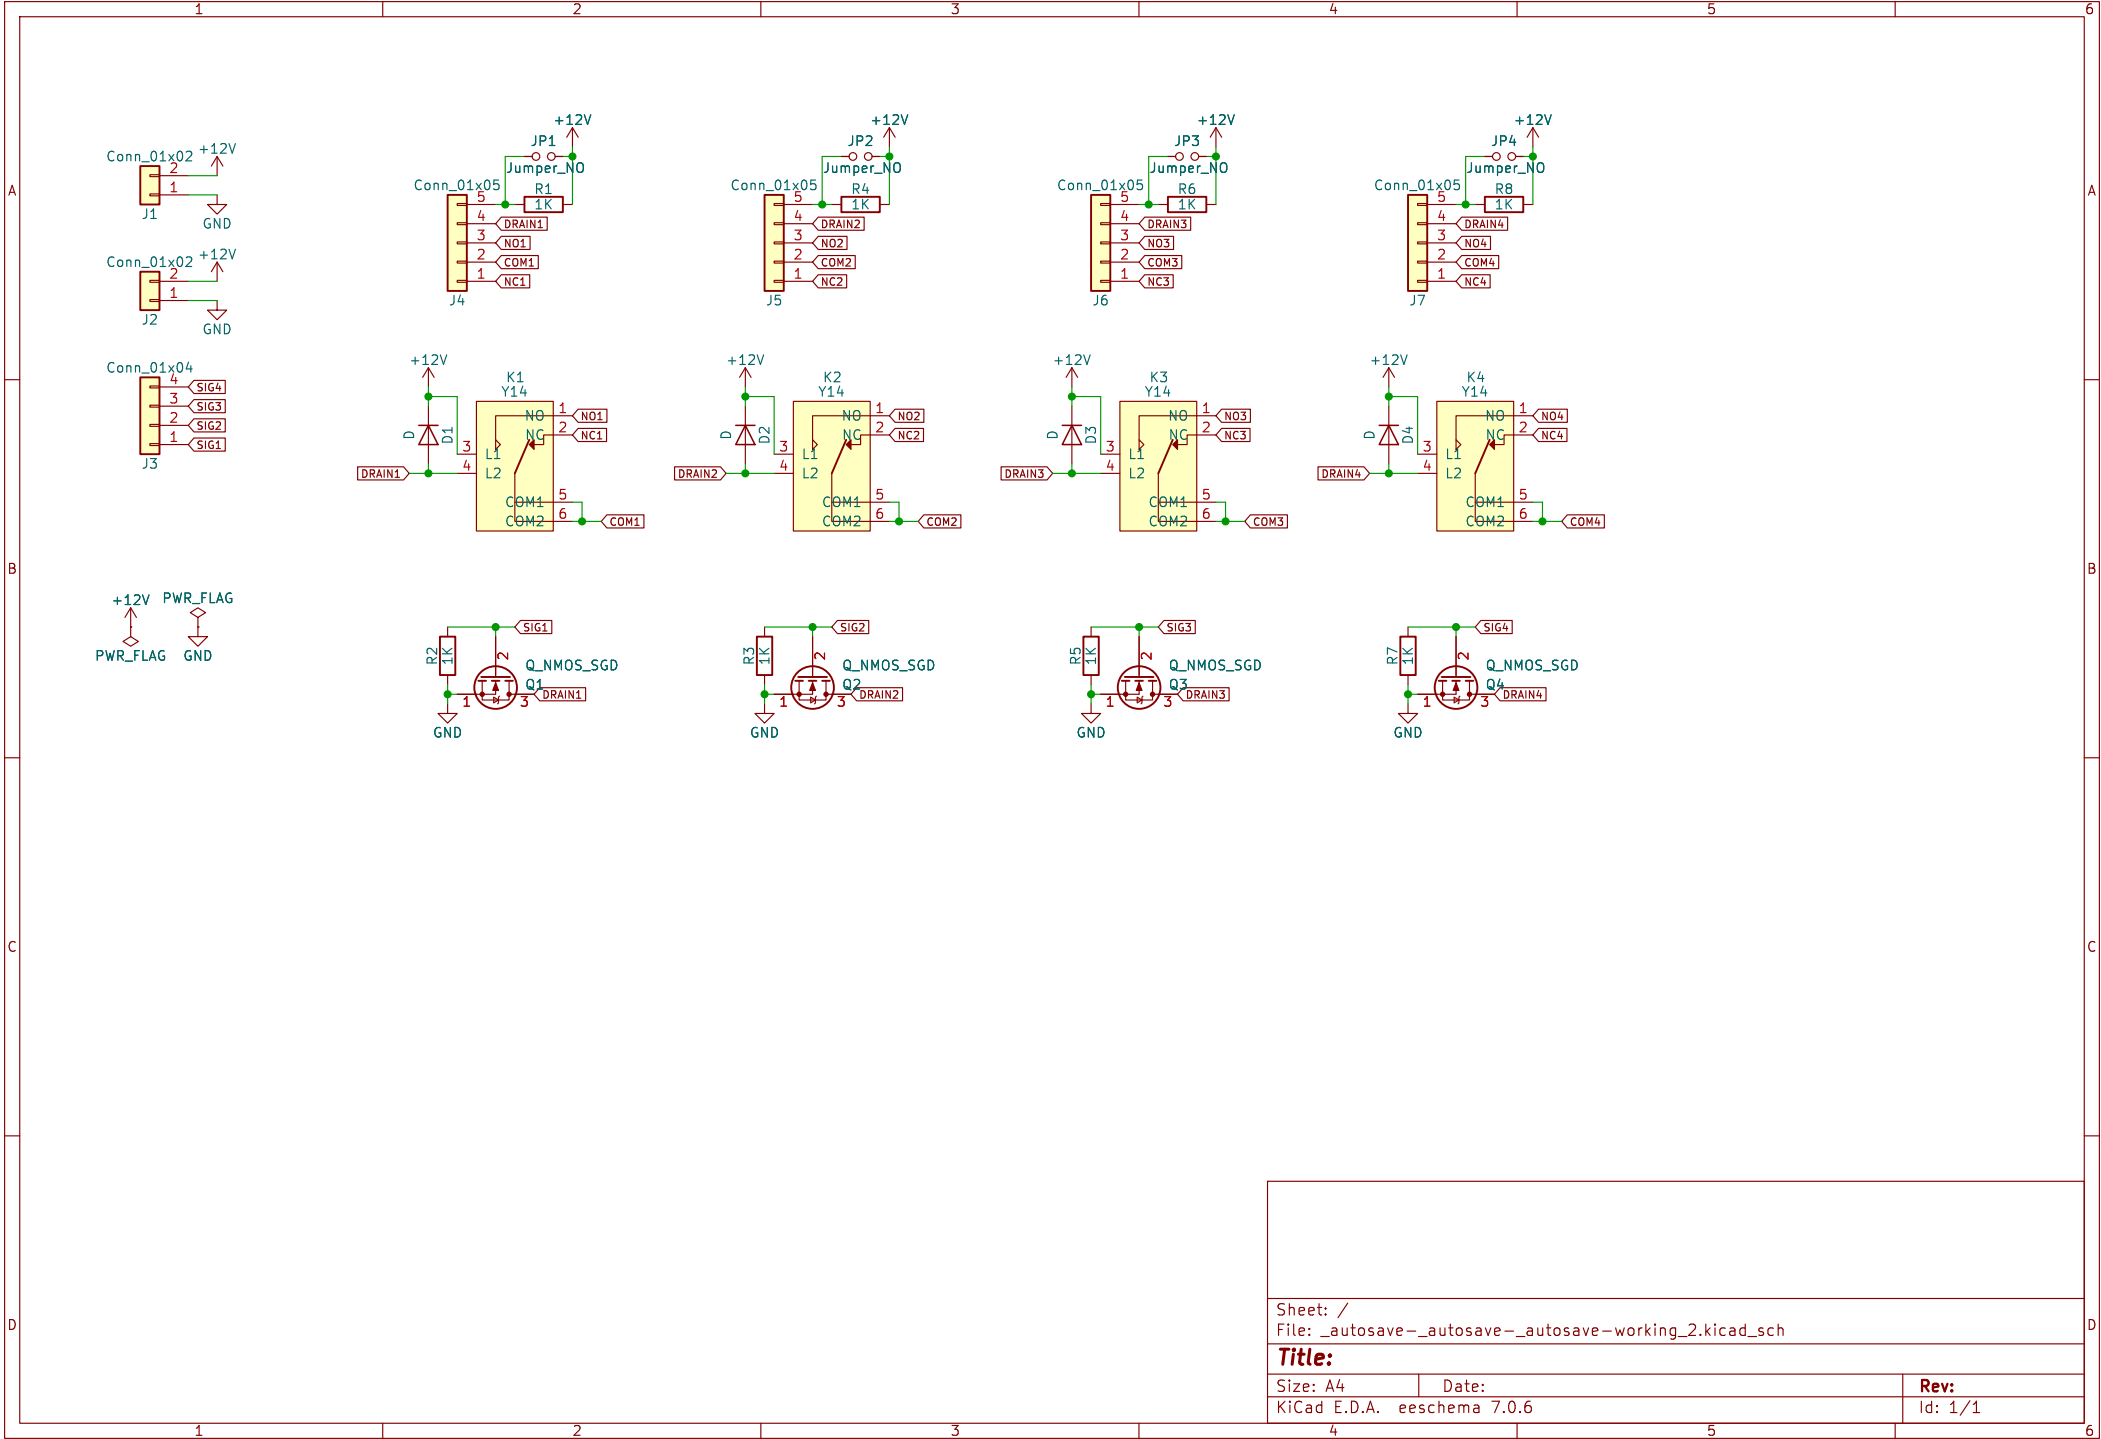 1 2 3 4 5 6
A A
B B
C C
D D
Conn_01x02
+12V
2
1
J1
GND
Conn_01x02
+12V
2
1
J2
GND
Conn_01x04
4 SIG4
3 SIG3
2 SIG2
1 SIG1
J3
+12V PWR_FLAG
PWR_FLAG GND
+12V
JP1
Jumper_NO
Conn_01x05
R1
5 1K
4 DRAIN1
3 NO1
2 COM1
1 NC1
J4
+12V
JP2
Jumper_NO
Conn_01x05
R4
5 1K
4 DRAIN2
3 NO2
2 COM2
1 NC2
J5
+12V
JP3
Jumper_NO
Conn_01x05
R6
5 1K
4 DRAIN3
3 NO3
2 COM3
1 NC3
J6
+12V
JP4
Jumper_NO
Conn_01x05
R8
5 1K
4 DRAIN4
3 NO4
2 COM4
1 NC4
J7
+12V
K1
Y14
D D1
NO 1 NO1
NC 2 NC1
3 L1
DRAIN1 4 L2
COM1 5
COM2 6 COM1
+12V
K2
Y14
D D2
NO 1 NO2
NC 2 NC2
3 L1
DRAIN2 4 L2
COM1 5
COM2 6 COM2
+12V
K3
Y14
D D3
NO 1 NO3
NC 2 NC3
3 L1
DRAIN3 4 L2
COM1 5
COM2 6 COM3
+12V
K4
Y14
D D4
NO 1 NO4
NC 2 NC4
3 L1
DRAIN4 4 L2
COM1 5
COM2 6 COM4
SIG1
R2 1K 2
Q_NMOS_SGD
Q1
1 3 DRAIN1
GND
SIG2
R3 1K 2
Q_NMOS_SGD
Q2
1 3 DRAIN2
GND
SIG3
R5 1K 2
Q_NMOS_SGD
Q3
1 3 DRAIN3
GND
SIG4
R7 1K 2
Q_NMOS_SGD
Q4
1 3 DRAIN4
GND
Sheet: /
File: _autosave-_autosave-_autosave-working_2.kicad_sch
Title:
Size: A4 Date: Rev:
KiCad E.D.A. eeschema 7.0.6 Id: 1/1
1 2 3 4 5 6